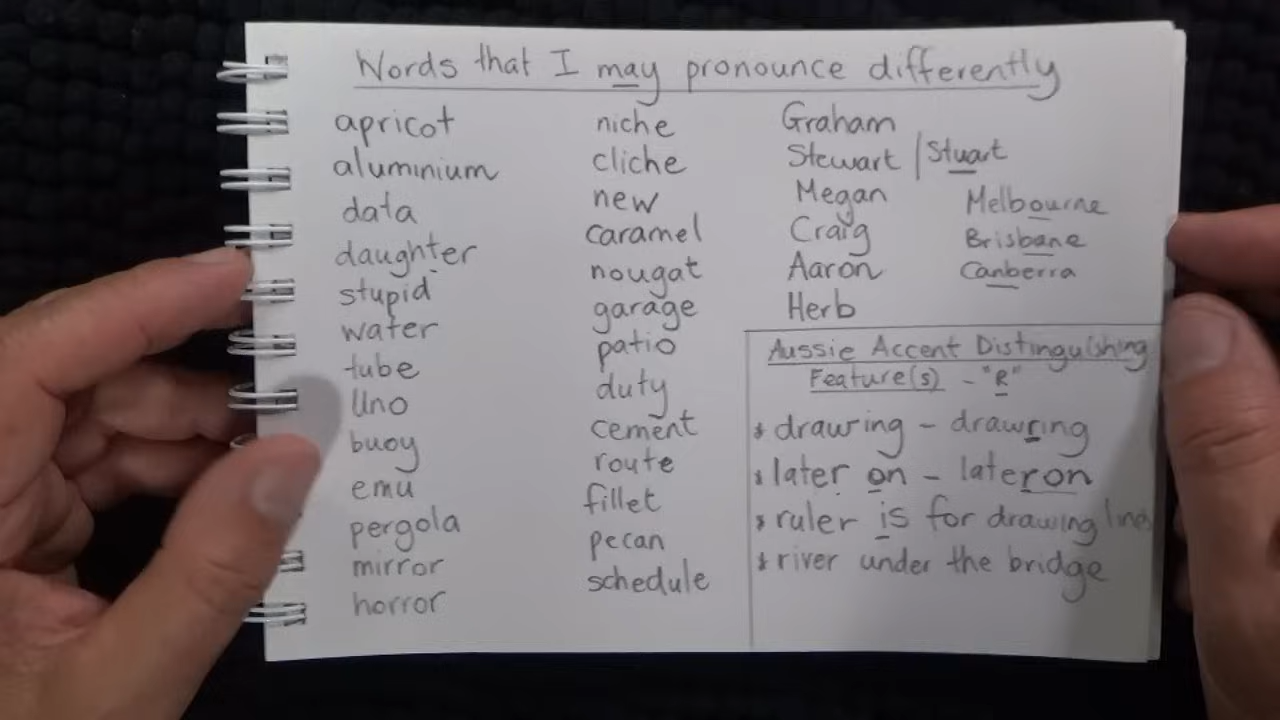 Words that I may pronounce differently
apricot
aluminium
data
daughter
stupid
water
tube
Uno
buoy
emu
pergola
mirror
horror
niche
cliche
new
caramel
nougat
garage
patio
duty
cement
route
fillet
pecan
schedule
Graham
Stewart / Stuart
Megan
Craig
Aaron
Herb
Melbourne
Brisbane
Canberra
Aussie Accent Distinguishing
Feature(s) - "R"
* drawing - drawring
* later on - lateron
* ruler is for drawing lines
* river under the bridge